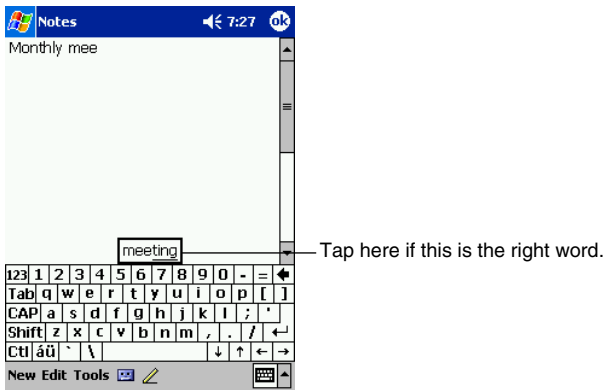 Notes 7:27 ok
Monthly mee
meeting
Tap here if this is the right word.
123 1 2 3 4 5 6 7 8 9 0 - = 
Tab q w e r t y u i o p [ ]
CAP a s d f g h j k l ; '
Shift z x c v b n m , . /
Ctl áü ` \
New Edit Tools